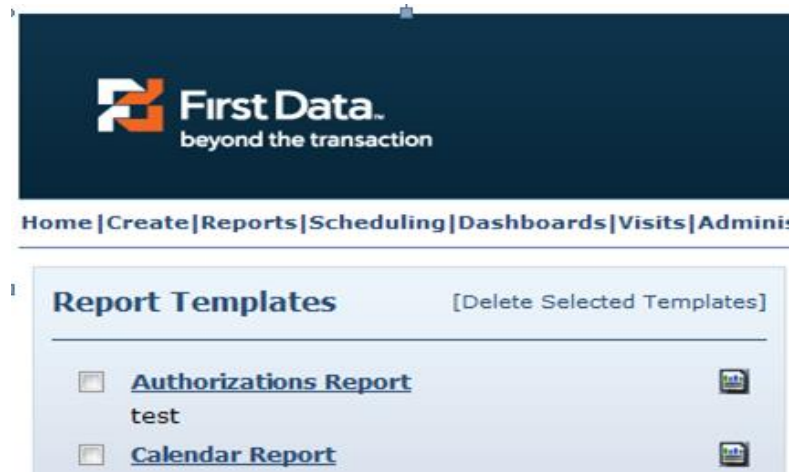 First Data™
beyond the transaction
Home|Create|Reports|Scheduling|Dashboards|Visits|Adminis
Report Templates [Delete Selected Templates]
Authorizations Report
test
Calendar Report